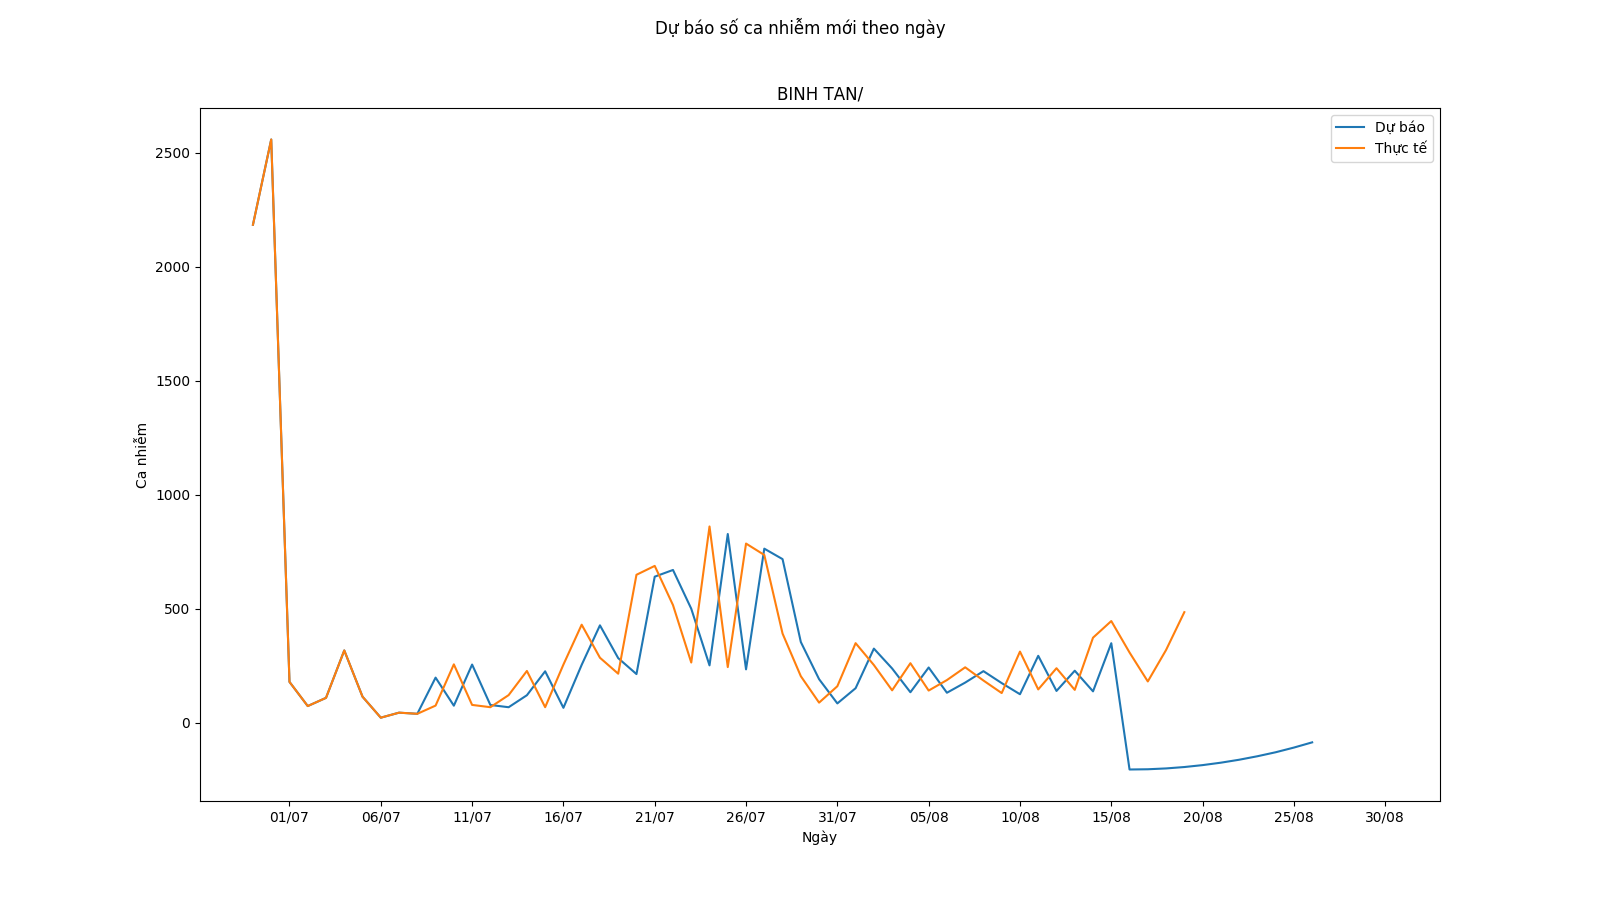 Dự báo số ca nhiễm mới theo ngày
BINH TAN/
Dự báo
Thực tế
2500
2000
1500
1000
500
0
Ca nhiễm
01/07 06/07 11/07 16/07 21/07 26/07 31/07 05/08 10/08 15/08 20/08 25/08 30/08
Ngày